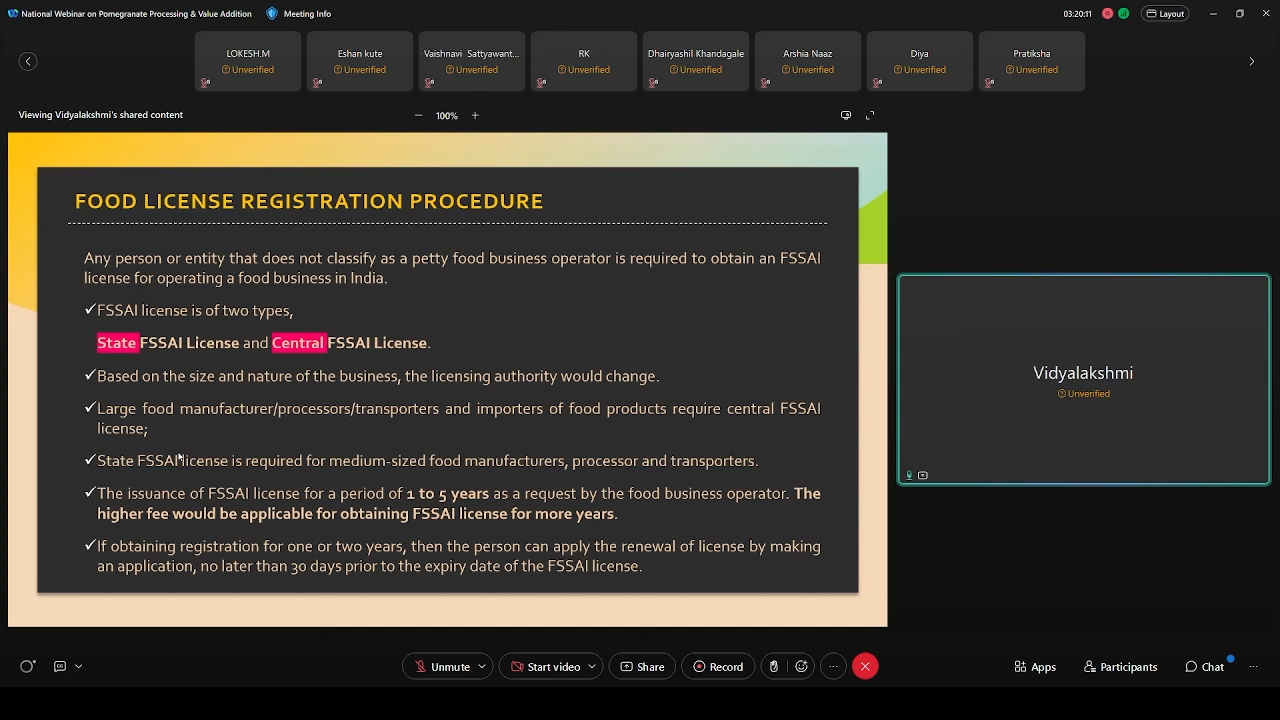 National Webinar on Pomegranate Processing & Value Addition
Meeting Info
03:20:11
Layout
LOKESH.M
Unverified
Eshan kute
Unverified
Vaishnavi Sattyawant...
Unverified
RK
Unverified
Dhairyashil Khandagale
Unverified
Arshia Naaz
Unverified
Diya
Unverified
Pratiksha
Unverified
Viewing Vidyalakshmi's shared content
100%
FOOD LICENSE REGISTRATION PROCEDURE
Any person or entity that does not classify as a petty food business operator is required to obtain an FSSAI
license for operating a food business in India.
✓FSSAI license is of two types,
State FSSAI License and Central FSSAI License.
✓Based on the size and nature of the business, the licensing authority would change.
✓Large food manufacturer/processors/transporters and importers of food products require central FSSAI
license;
✓State FSSAI license is required for medium-sized food manufacturers, processor and transporters.
✓The issuance of FSSAI license for a period of 1 to 5 years as a request by the food business operator. The
higher fee would be applicable for obtaining FSSAI license for more years.
✓If obtaining registration for one or two years, then the person can apply the renewal of license by making
an application, no later than 30 days prior to the expiry date of the FSSAI license.
Vidyalakshmi
Unverified
Unmute
Start video
Share
Record
Apps
Participants
Chat